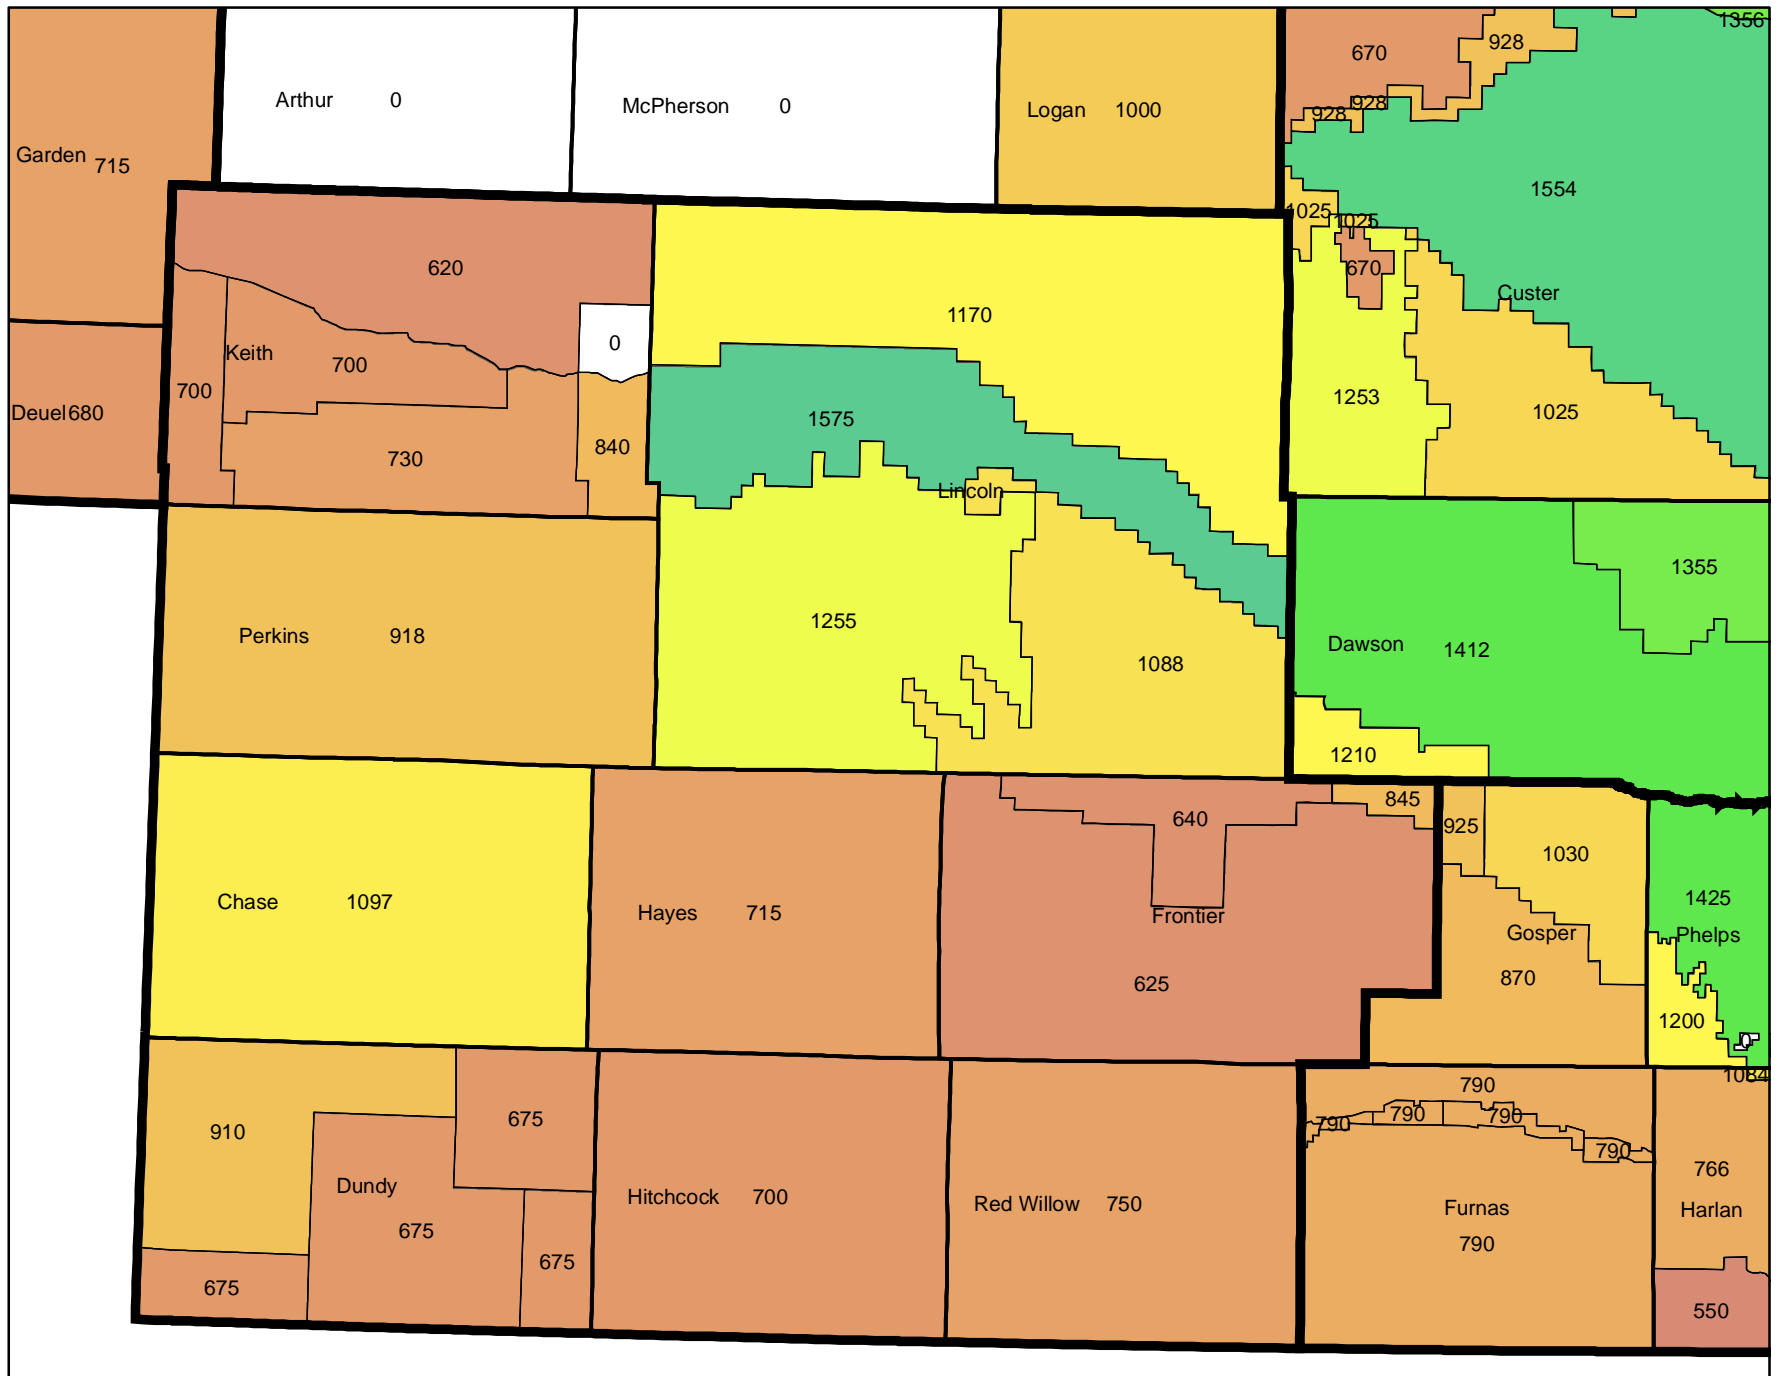 1356
670
928
Arthur 0
McPherson 0
Logan 1000
928
928
Garden 715
1554
1025
1025
620
670
1170
Custer
0
Keith 700
700
Deuel 680
1253
1025
1575
840
730
Lincoln
1355
1255
Perkins 918
Dawson 1412
1088
1210
845
640
925
1030
Chase 1097
Hayes 715
Frontier
1425
Gosper
Phelps
625
870
1200
0
1084
790
790
790
790
790
910
675
766
Dundy
Hitchcock 700
Red Willow 750
Furnas
Harlan
675
790
675
675
550